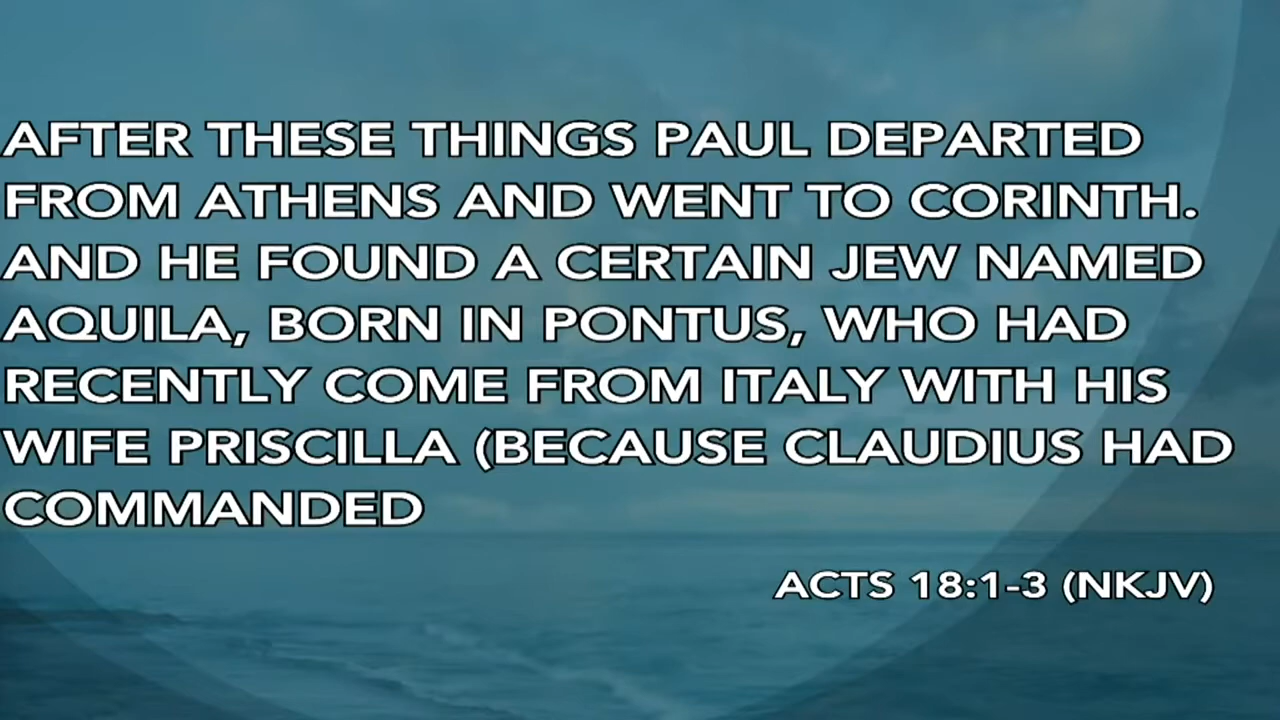 AFTER THESE THINGS PAUL DEPARTED
FROM ATHENS AND WENT TO CORINTH.
AND HE FOUND A CERTAIN JEW NAMED
AQUILA, BORN IN PONTUS, WHO HAD
RECENTLY COME FROM ITALY WITH HIS
WIFE PRISCILLA (BECAUSE CLAUDIUS HAD
COMMANDED
ACTS 18:1-3 (NKJV)